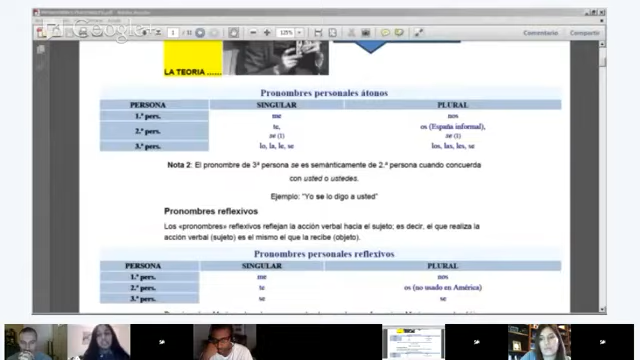 Google+
1 / 11
125%
Comentario
Compartir
LA TEORIA ......
Pronombres personales átonos
PERSONA SINGULAR PLURAL
1.ª pers. me nos
2.ª pers. te, os (España informal),
se (1) se (1)
3.ª pers. lo, la, le, se los, las, les, se
Nota 2: El pronombre de 3ª persona se es semánticamente de 2.ª persona cuando concuerda
con usted o ustedes.
Ejemplo: "Yo se lo digo a usted"
Pronombres reflexivos
Los «pronombres» reflexivos reflejan la acción verbal hacia el sujeto; es decir, el que realiza la
acción verbal (sujeto) es el mismo el que la recibe (objeto).
Pronombres personales reflexivos
PERSONA SINGULAR PLURAL
1.ª pers. me nos
2.ª pers. te os (no usado en América)
3.ª pers. se se